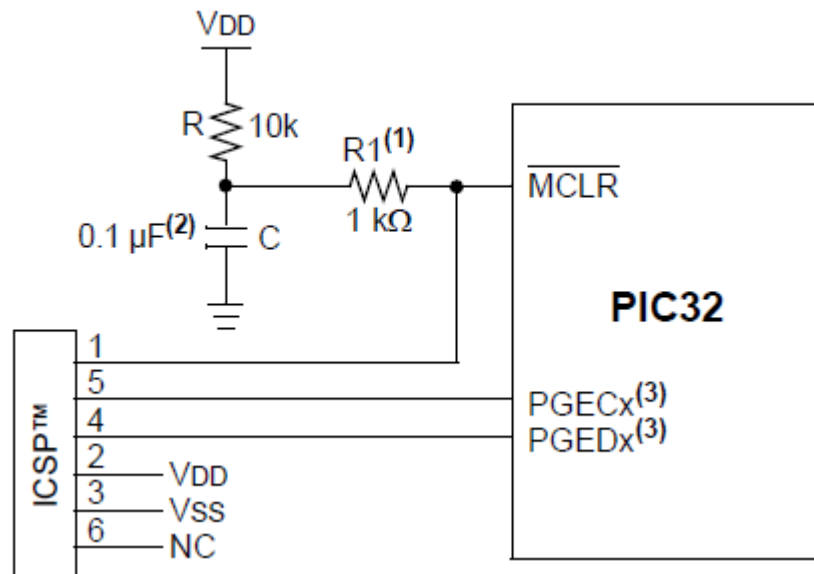 VDD
R 10k
R1(1)
1 kΩ
0.1 µF(2) C
MCLR
PIC32
ICSP™
1
5 PGECx(3)
4 PGEDx(3)
2 VDD
3 VSS
6 NC